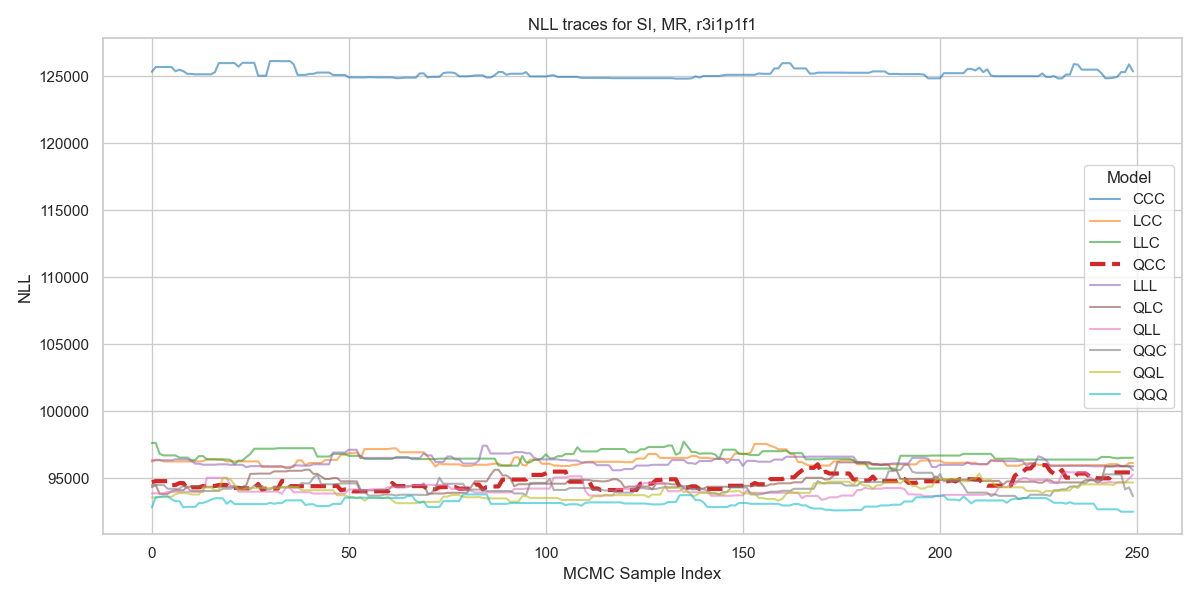 NLL traces for SI, MR, r3i1p1f1
NLL
125000
120000
115000
110000
105000
100000
95000
0
50
100
150
200
250
MCMC Sample Index
Model
CCC
LCC
LLC
QCC
LLL
QLC
QLL
QQC
QQL
QQQ